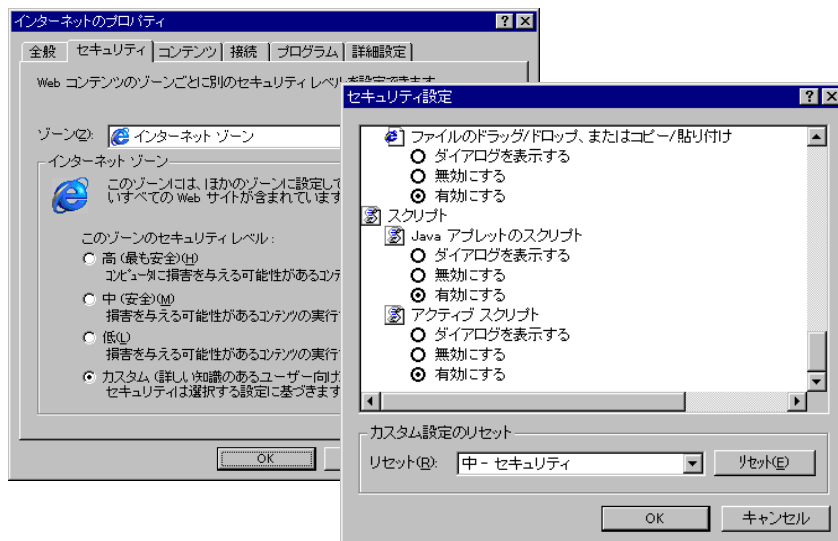 インターネットのプロパティ
全般 セキュリティ コンテンツ 接続 プログラム 詳細設定
Web コンテンツのゾーンごとに別のセキュリティ レベルを設定できます
ゾーン(Z): インターネット ゾーン
インターネット ゾーン
このゾーンには、ほかのゾーンに設定して
いすべての Web サイトが含まれています
このゾーンのセキュリティ レベル :
高 (最も安全)(H)
コンピュータに損害を与える可能性があるコンテ
中 (安全)(M)
損害を与える可能性があるコンテンツの実行
低(L)
損害を与える可能性があるコンテンツの実行
カスタム (詳しい知識のあるユーザー向け
セキュリティは選択する設定に基づきます
OK
セキュリティ設定
ファイルのドラッグ/ドロップ、またはコピー/貼り付け
ダイアログを表示する
無効にする
有効にする
スクリプト
Java アプレットのスクリプト
ダイアログを表示する
無効にする
有効にする
アクティブ スクリプト
ダイアログを表示する
無効にする
有効にする
カスタム設定のリセット
リセット(R): 中 - セキュリティ リセット(E)
OK キャンセル